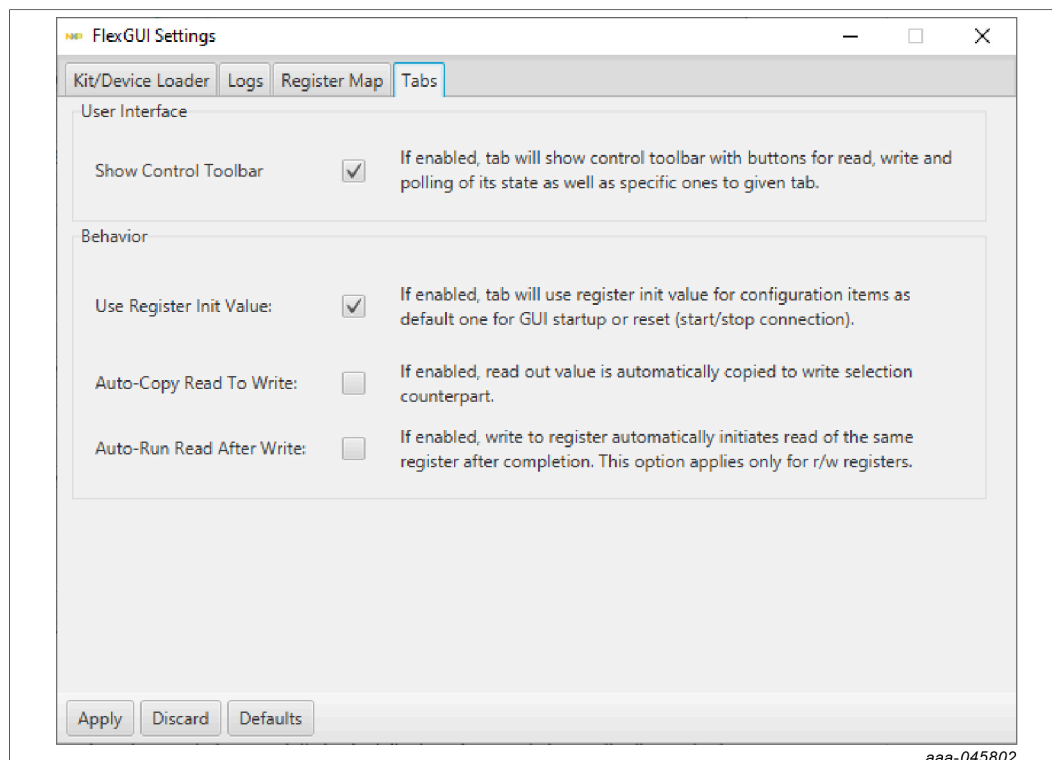 NXP FlexGUI Settings
Kit/Device Loader Logs Register Map Tabs
User Interface
Show Control Toolbar
If enabled, tab will show control toolbar with buttons for read, write and
polling of its state as well as specific ones to given tab.
Behavior
Use Register Init Value:
If enabled, tab will use register init value for configuration items as
default one for GUI startup or reset (start/stop connection).
Auto-Copy Read To Write:
If enabled, read out value is automatically copied to write selection
counterpart.
Auto-Run Read After Write:
If enabled, write to register automatically initiates read of the same
register after completion. This option applies only for r/w registers.
Apply Discard Defaults
aaa-045802